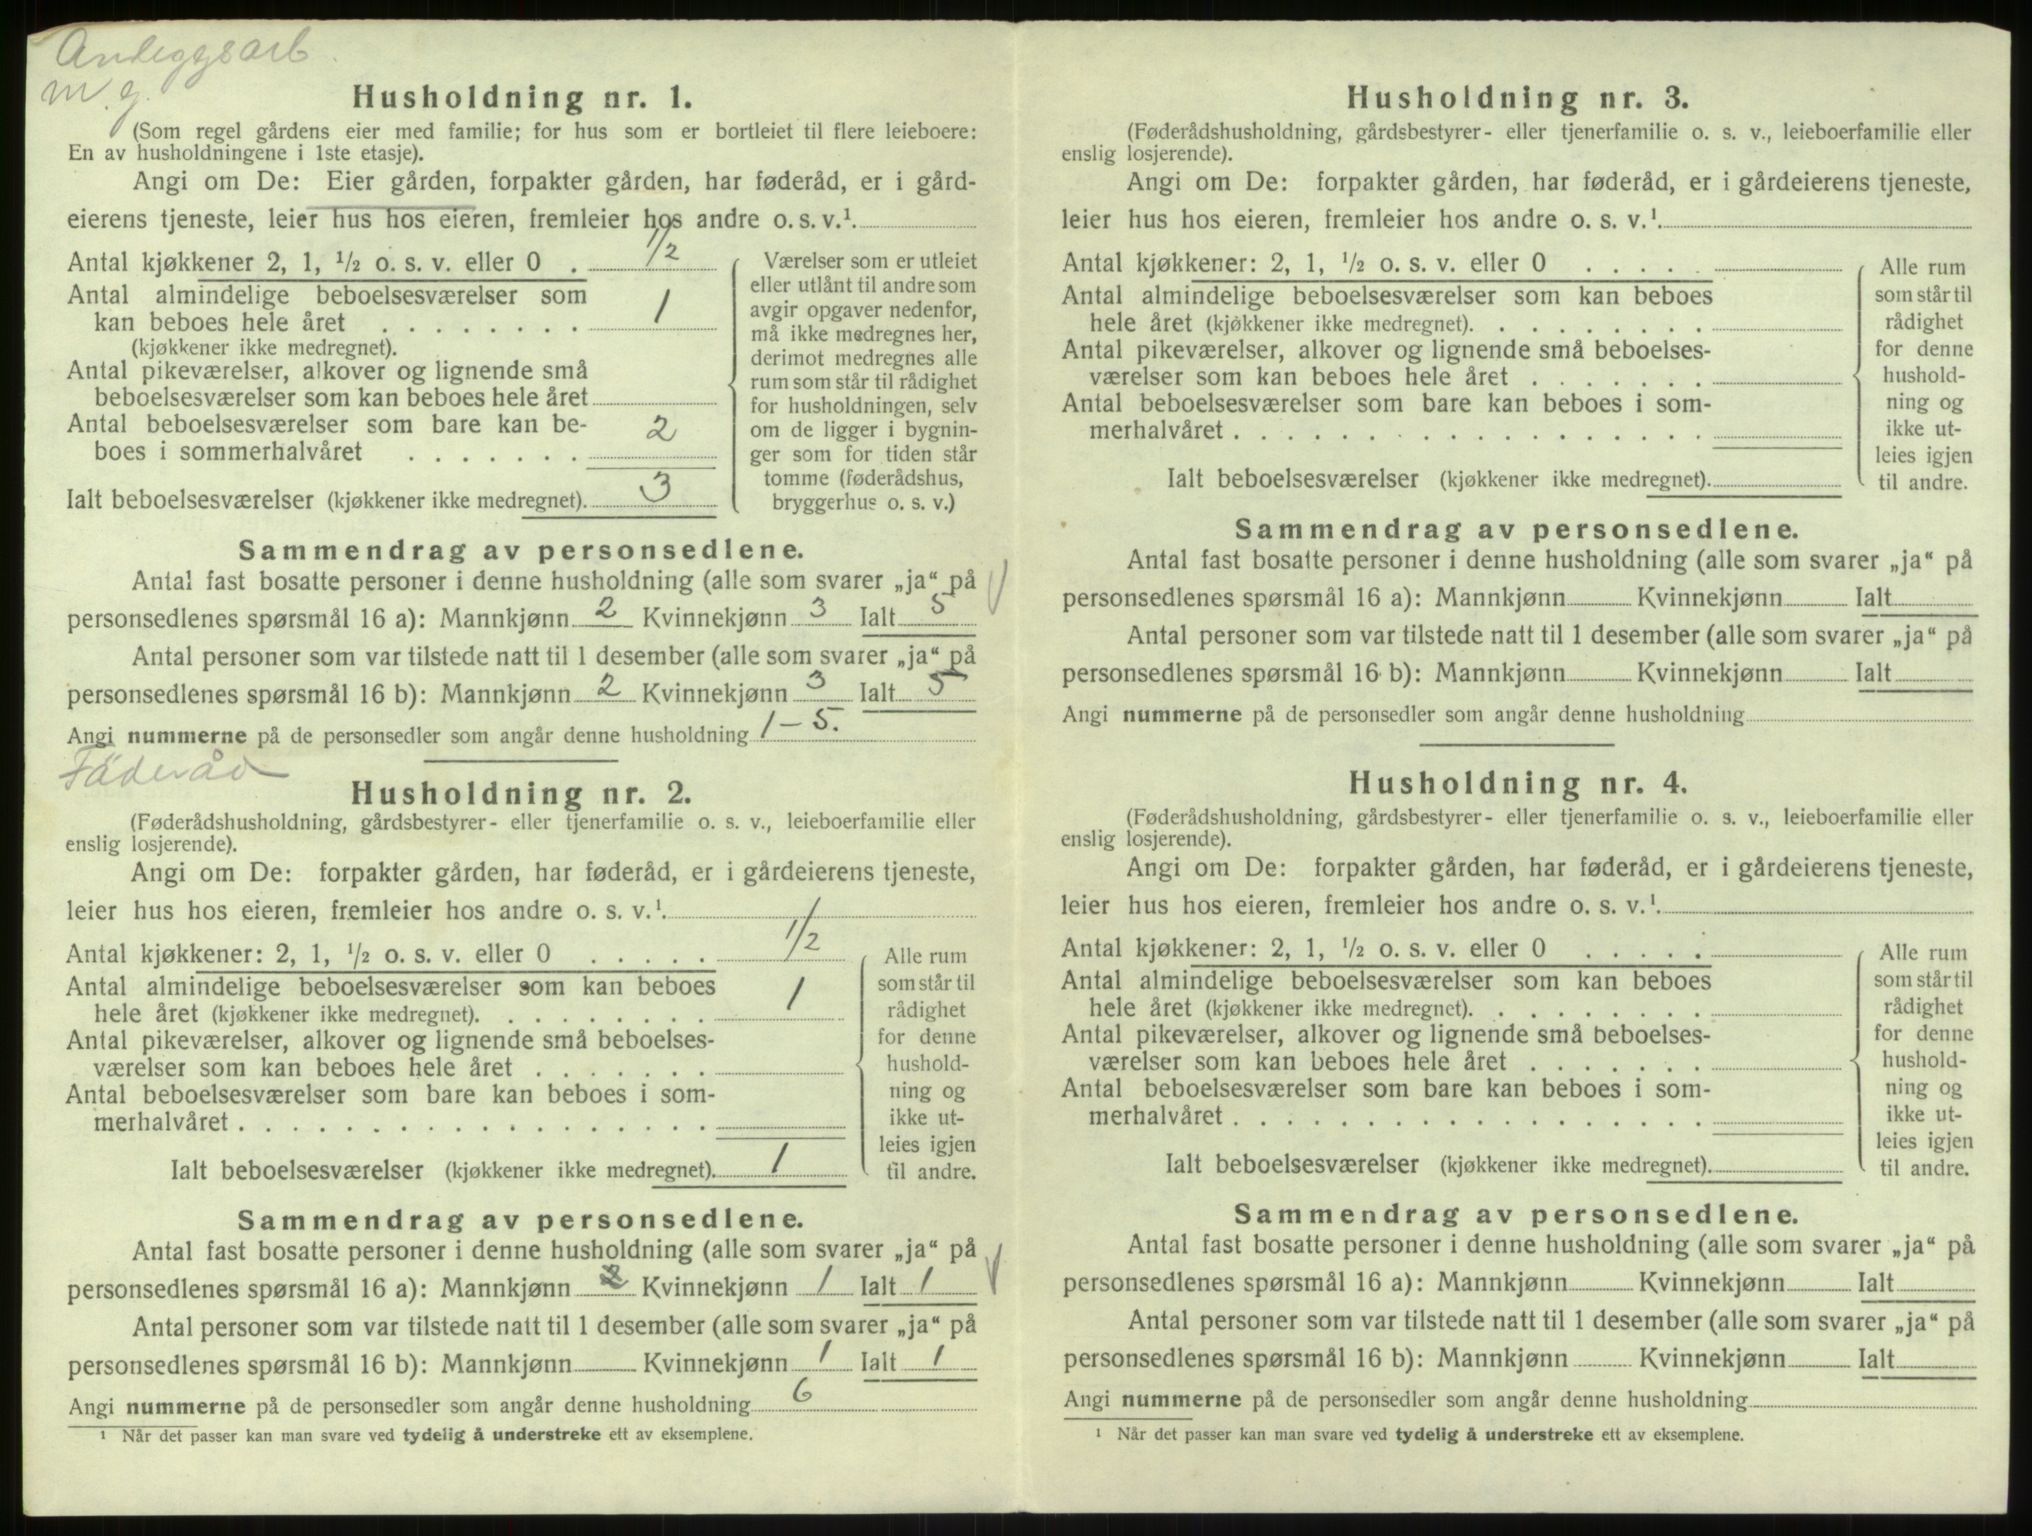 Anleggsarb.
m. g.
Husholdning nr. 1.
(Som regel gårdens eier med familie; for hus som er bortleiet til flere leieboere:
En av husholdningene i 1ste etasje).
Angi om De: Eier gården, forpakter gården, har føderåd, er i gård-
eierens tjeneste, leier hus hos eieren, fremleier hos andre o. s. v.¹
Antal kjøkkener 2, 1, ½ o. s. v. eller 0 . 1/2
Antal almindelige beboelsesværelser som
kan beboes hele året . . . . . . . . 1
(kjøkkener ikke medregnet).
Antal pikeværelser, alkover og lignende små
beboelsesværelser som kan beboes hele året
Antal beboelsesværelser som bare kan be-
boes i sommerhalvåret . . . . . . . 2
Ialt beboelsesværelser (kjøkkener ikke medregnet). 3
Værelser som er utleiet
eller utlånt til andre som
avgir opgaver nedenfor,
må ikke medregnes her,
derimot medregnes alle
rum som står til rådighet
for husholdningen, selv
om de ligger i bygnin-
ger som for tiden står
tomme (føderådshus,
bryggerhus o. s. v.)
Sammendrag av personsedlene.
Antal fast bosatte personer i denne husholdning (alle som svarer „ja“ på
personsedlenes spørsmål 16 a): Mannkjønn 2 Kvinnekjønn 3 Ialt 5
Antal personer som var tilstede natt til 1 desember (alle som svarer „ja“ på
personsedlenes spørsmål 16 b): Mannkjønn 2 Kvinnekjønn 3 Ialt 5
Angi nummerne på de personsedler som angår denne husholdning 1 – 5.
Föderåd
Husholdning nr. 2.
(Føderådshusholdning, gårdsbestyrer- eller tjenerfamilie o. s. v., leieboerfamilie eller
enslig losjerende).
Angi om De: forpakter gården, har føderåd, er i gårdeierens tjeneste,
leier hus hos eieren, fremleier hos andre o. s. v.¹
Antal kjøkkener: 2, 1, ½ o. s. v. eller 0 . . . . . 1/2
Antal almindelige beboelsesværelser som kan beboes
hele året (kjøkkener ikke medregnet). . . . . . . . . 1
Antal pikeværelser, alkover og lignende små beboelses-
værelser som kan beboes hele året . . . . . . .
Antal beboelsesværelser som bare kan beboes i som-
merhalvåret . . . . . . . . . . . . . . . . . .
Ialt beboelsesværelser (kjøkkener ikke medregnet). 1
Alle rum
som står til
rådighet
for denne
hushold-
ning og
ikke ut-
leies igjen
til andre.
Sammendrag av personsedlene.
Antal fast bosatte personer i denne husholdning (alle som svarer „ja“ på
personsedlenes spørsmål 16 a): Mannkjønn Kvinnekjønn 1 Ialt 1
Antal personer som var tilstede natt til 1 desember (alle som svarer „ja“ på
personsedlenes spørsmål 16 b): Mannkjønn Kvinnekjønn 1 Ialt 1
Angi nummerne på de personsedler som angår denne husholdning 6
¹ Når det passer kan man svare ved tydelig å understreke ett av eksemplene.
Husholdning nr. 3.
(Føderådshusholdning, gårdsbestyrer- eller tjenerfamilie o. s. v., leieboerfamilie eller
enslig losjerende).
Angi om De: forpakter gården, har føderåd, er i gårdeierens tjeneste,
leier hus hos eieren, fremleier hos andre o. s. v.¹
Antal kjøkkener: 2, 1, ½ o. s. v. eller 0 . . . . .
Antal almindelige beboelsesværelser som kan beboes
hele året (kjøkkener ikke medregnet). . . . . . . . .
Antal pikeværelser, alkover og lignende små beboelses-
værelser som kan beboes hele året . . . . . . .
Antal beboelsesværelser som bare kan beboes i som-
merhalvåret . . . . . . . . . . . . . . . . . .
Ialt beboelsesværelser (kjøkkener ikke medregnet).
Alle rum
som står til
rådighet
for denne
hushold-
ning og
ikke ut-
leies igjen
til andre.
Sammendrag av personsedlene.
Antal fast bosatte personer i denne husholdning (alle som svarer „ja“ på
personsedlenes spørsmål 16 a): Mannkjønn Kvinnekjønn Ialt
Antal personer som var tilstede natt til 1 desember (alle som svarer „ja“ på
personsedlenes spørsmål 16 b): Mannkjønn Kvinnekjønn Ialt
Angi nummerne på de personsedler som angår denne husholdning
Husholdning nr. 4.
(Føderådshusholdning, gårdsbestyrer- eller tjenerfamilie o. s. v., leieboerfamilie eller
enslig losjerende).
Angi om De: forpakter gården, har føderåd, er i gårdeierens tjeneste,
leier hus hos eieren, fremleier hos andre o. s. v.¹
Antal kjøkkener: 2, 1, ½ o. s. v. eller 0 . . . . .
Antal almindelige beboelsesværelser som kan beboes
hele året (kjøkkener ikke medregnet). . . . . . . . .
Antal pikeværelser, alkover og lignende små beboelses-
værelser som kan beboes hele året . . . . . . .
Antal beboelsesværelser som bare kan beboes i som-
merhalvåret . . . . . . . . . . . . . . . . . .
Ialt beboelsesværelser (kjøkkener ikke medregnet).
Alle rum
som står til
rådighet
for denne
hushold-
ning og
ikke ut-
leies igjen
til andre.
Sammendrag av personsedlene.
Antal fast bosatte personer i denne husholdning (alle som svarer „ja“ på
personsedlenes spørsmål 16 a): Mannkjønn Kvinnekjønn Ialt
Antal personer som var tilstede natt til 1 desember (alle som svarer „ja“ på
personsedlenes spørsmål 16 b): Mannkjønn Kvinnekjønn Ialt
Angi nummerne på de personsedler som angår denne husholdning
¹ Når det passer kan man svare ved tydelig å understreke ett av eksemplene.